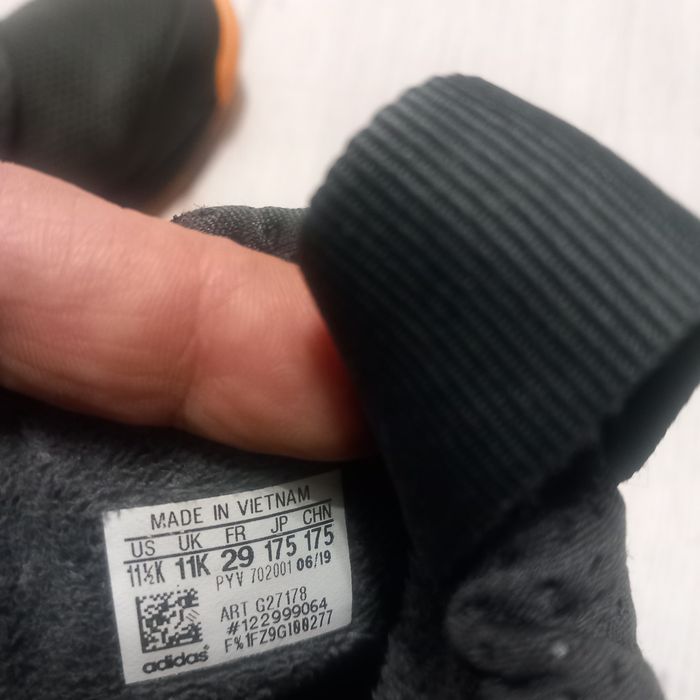 MADE IN VIETNAM
US UK FR JP CHN
11½K 11K 29 175 175
PYV 702001 06/19
ART G27178
#122999064
F%1FZ9GI00277
adidas